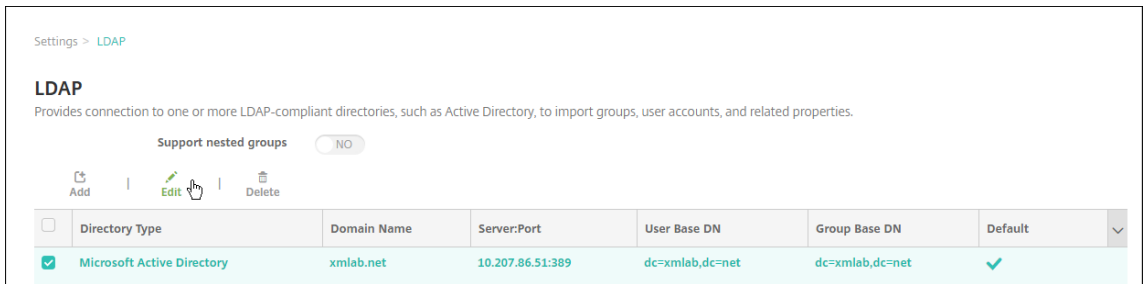 Settings > LDAP
LDAP
Provides connection to one or more LDAP-compliant directories, such as Active Directory, to import groups, user accounts, and related properties.
Support nested groups NO
Add | Edit | Delete
Directory Type Domain Name Server:Port User Base DN Group Base DN Default
Microsoft Active Directory xmlab.net 10.207.86.51:389 dc=xmlab,dc=net dc=xmlab,dc=net